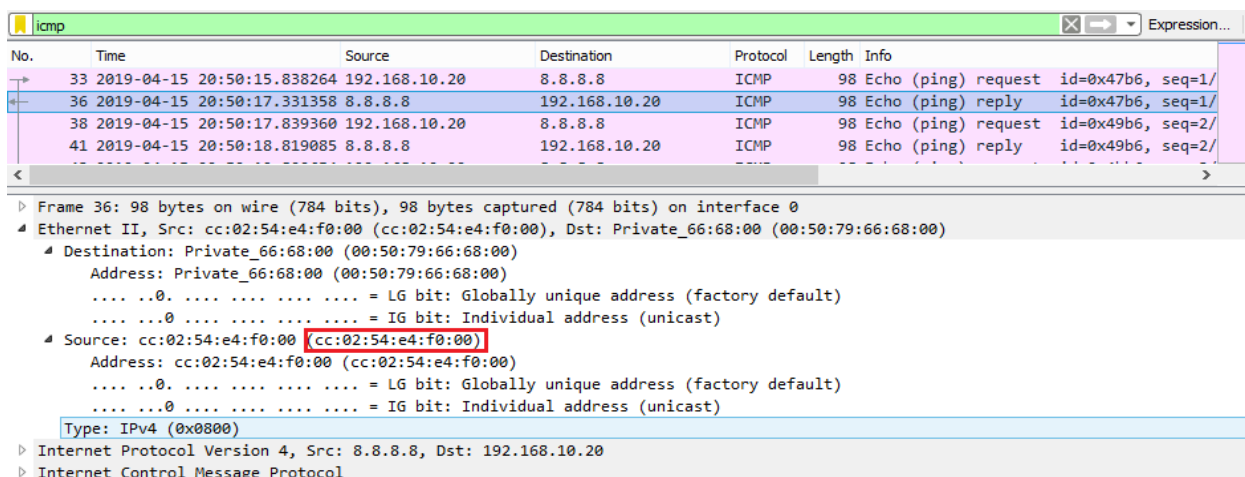 icmp Expression...
No. Time Source Destination Protocol Length Info
33 2019-04-15 20:50:15.838264 192.168.10.20 8.8.8.8 ICMP 98 Echo (ping) request id=0x47b6, seq=1/
36 2019-04-15 20:50:17.331358 8.8.8.8 192.168.10.20 ICMP 98 Echo (ping) reply id=0x47b6, seq=1/
38 2019-04-15 20:50:17.839360 192.168.10.20 8.8.8.8 ICMP 98 Echo (ping) request id=0x49b6, seq=2/
41 2019-04-15 20:50:18.819085 8.8.8.8 192.168.10.20 ICMP 98 Echo (ping) reply id=0x49b6, seq=2/
Frame 36: 98 bytes on wire (784 bits), 98 bytes captured (784 bits) on interface 0
Ethernet II, Src: cc:02:54:e4:f0:00 (cc:02:54:e4:f0:00), Dst: Private_66:68:00 (00:50:79:66:68:00)
Destination: Private_66:68:00 (00:50:79:66:68:00)
Address: Private_66:68:00 (00:50:79:66:68:00)
.... ..0. .... .... .... .... = LG bit: Globally unique address (factory default)
.... ...0 .... .... .... .... = IG bit: Individual address (unicast)
Source: cc:02:54:e4:f0:00 (cc:02:54:e4:f0:00)
Address: cc:02:54:e4:f0:00 (cc:02:54:e4:f0:00)
.... ..0. .... .... .... .... = LG bit: Globally unique address (factory default)
.... ...0 .... .... .... .... = IG bit: Individual address (unicast)
Type: IPv4 (0x0800)
Internet Protocol Version 4, Src: 8.8.8.8, Dst: 192.168.10.20
Internet Control Message Protocol